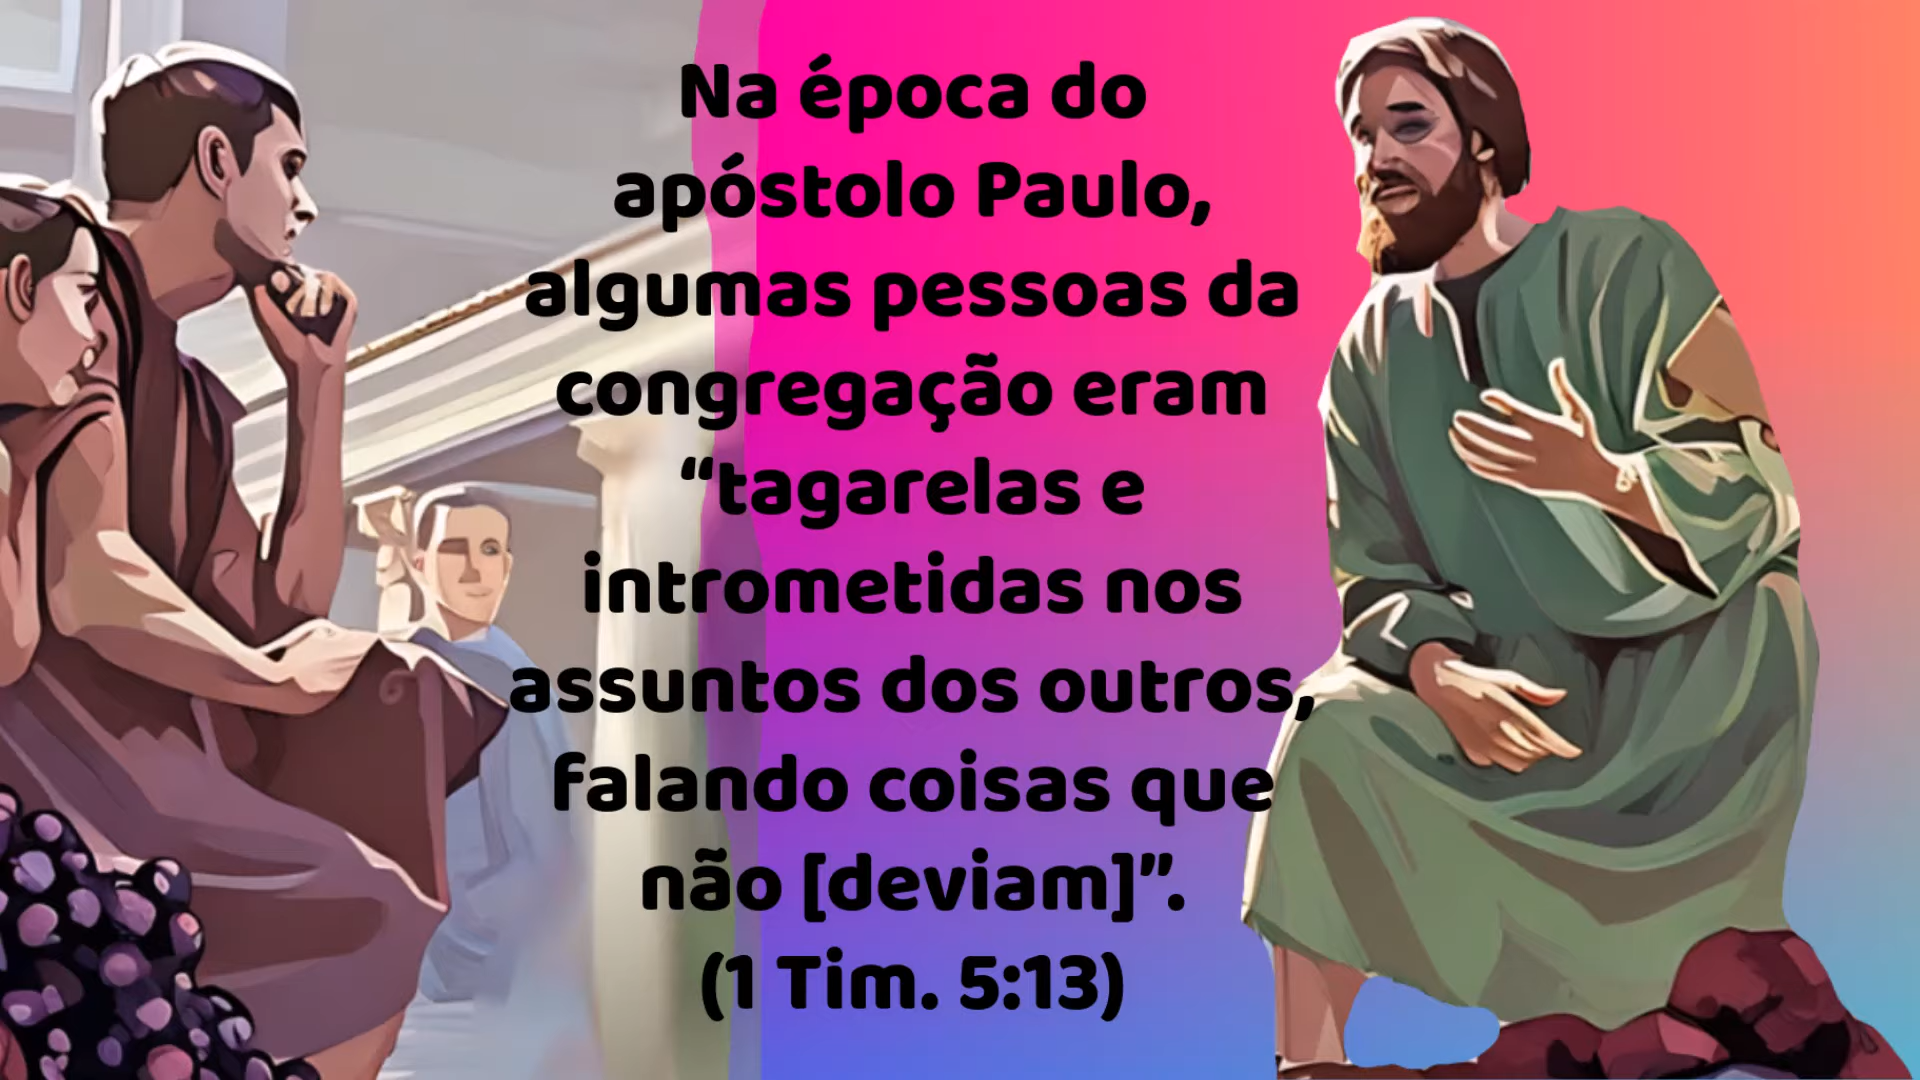 Na época do
apóstolo Paulo,
algumas pessoas da
congregação eram
“tagarelas e
intrometidas nos
assuntos dos outros,
falando coisas que
não [deviam]”.
(1 Tim. 5:13)